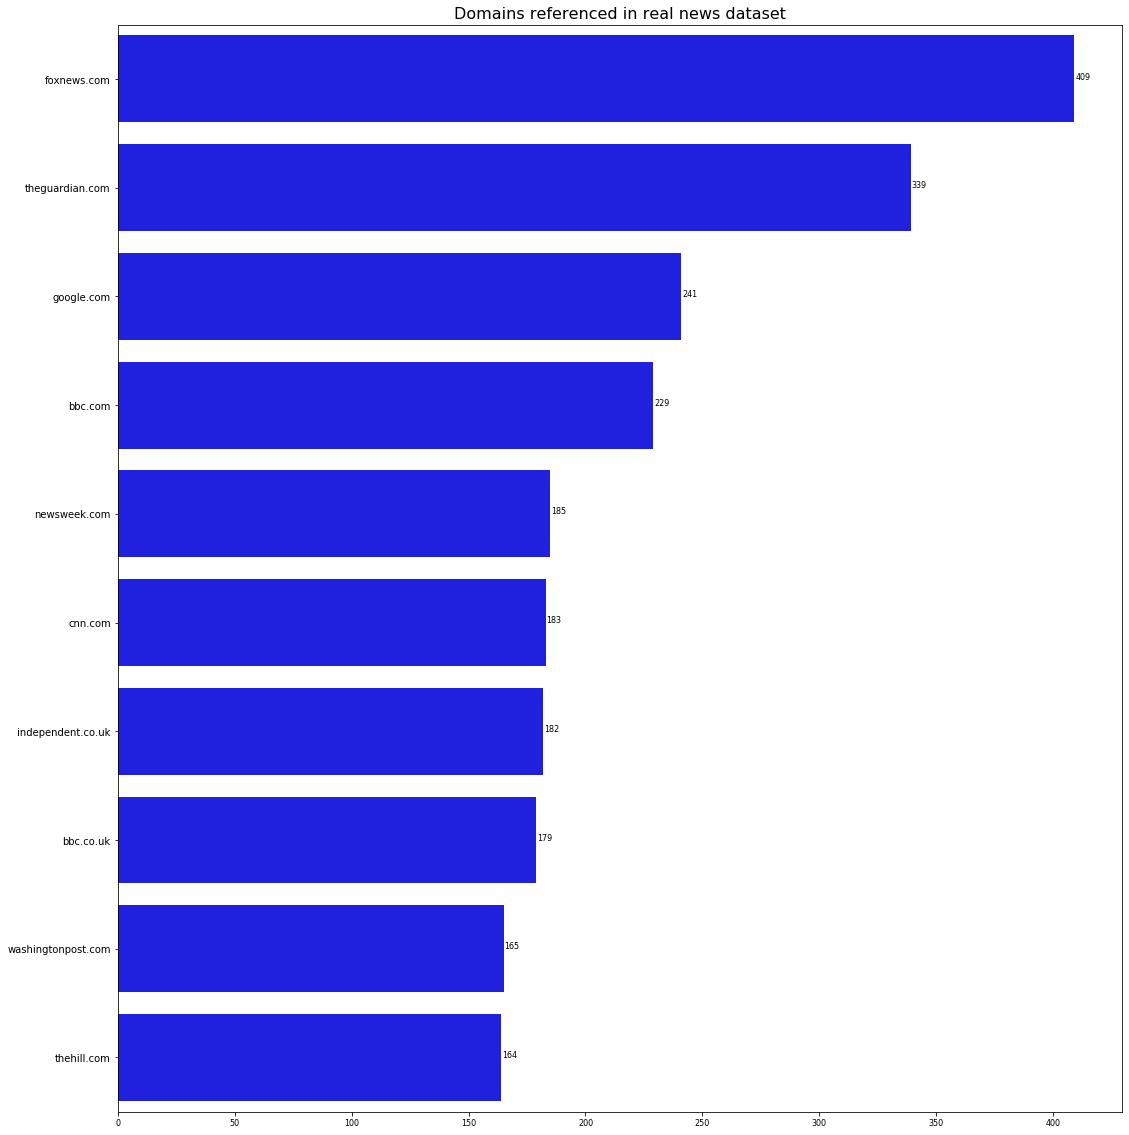 Domains referenced in real news dataset
foxnews.com 409
theguardian.com 339
google.com 241
bbc.com 229
newsweek.com 185
cnn.com 183
independent.co.uk 182
bbc.co.uk 179
washingtonpost.com 165
thehill.com 164
0 50 100 150 200 250 300 350 400